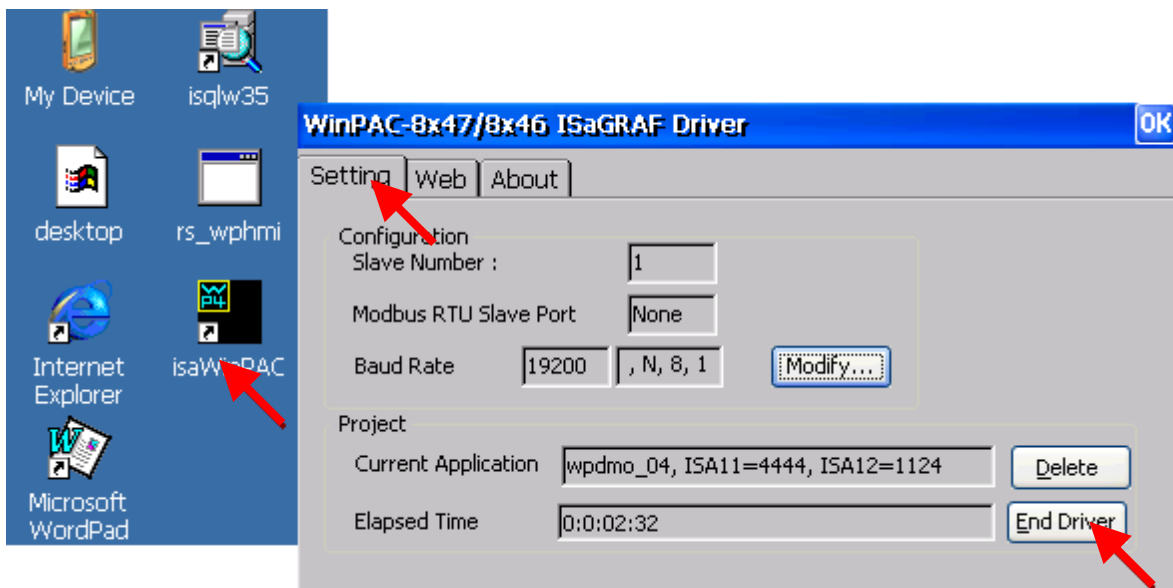 My Device
isqlw35
desktop
rs_wphmi
Internet
Explorer
isaWinPAC
Microsoft
WordPad
WinPAC-8x47/8x46 ISaGRAF Driver
OK
Setting
Web
About
Configuration
Slave Number :
1
Modbus RTU Slave Port
None
Baud Rate
19200
, N, 8, 1
Modify...
Project
Current Application
wpdmo_04, ISA11=4444, ISA12=1124
Delete
Elapsed Time
0:0:02:32
End Driver